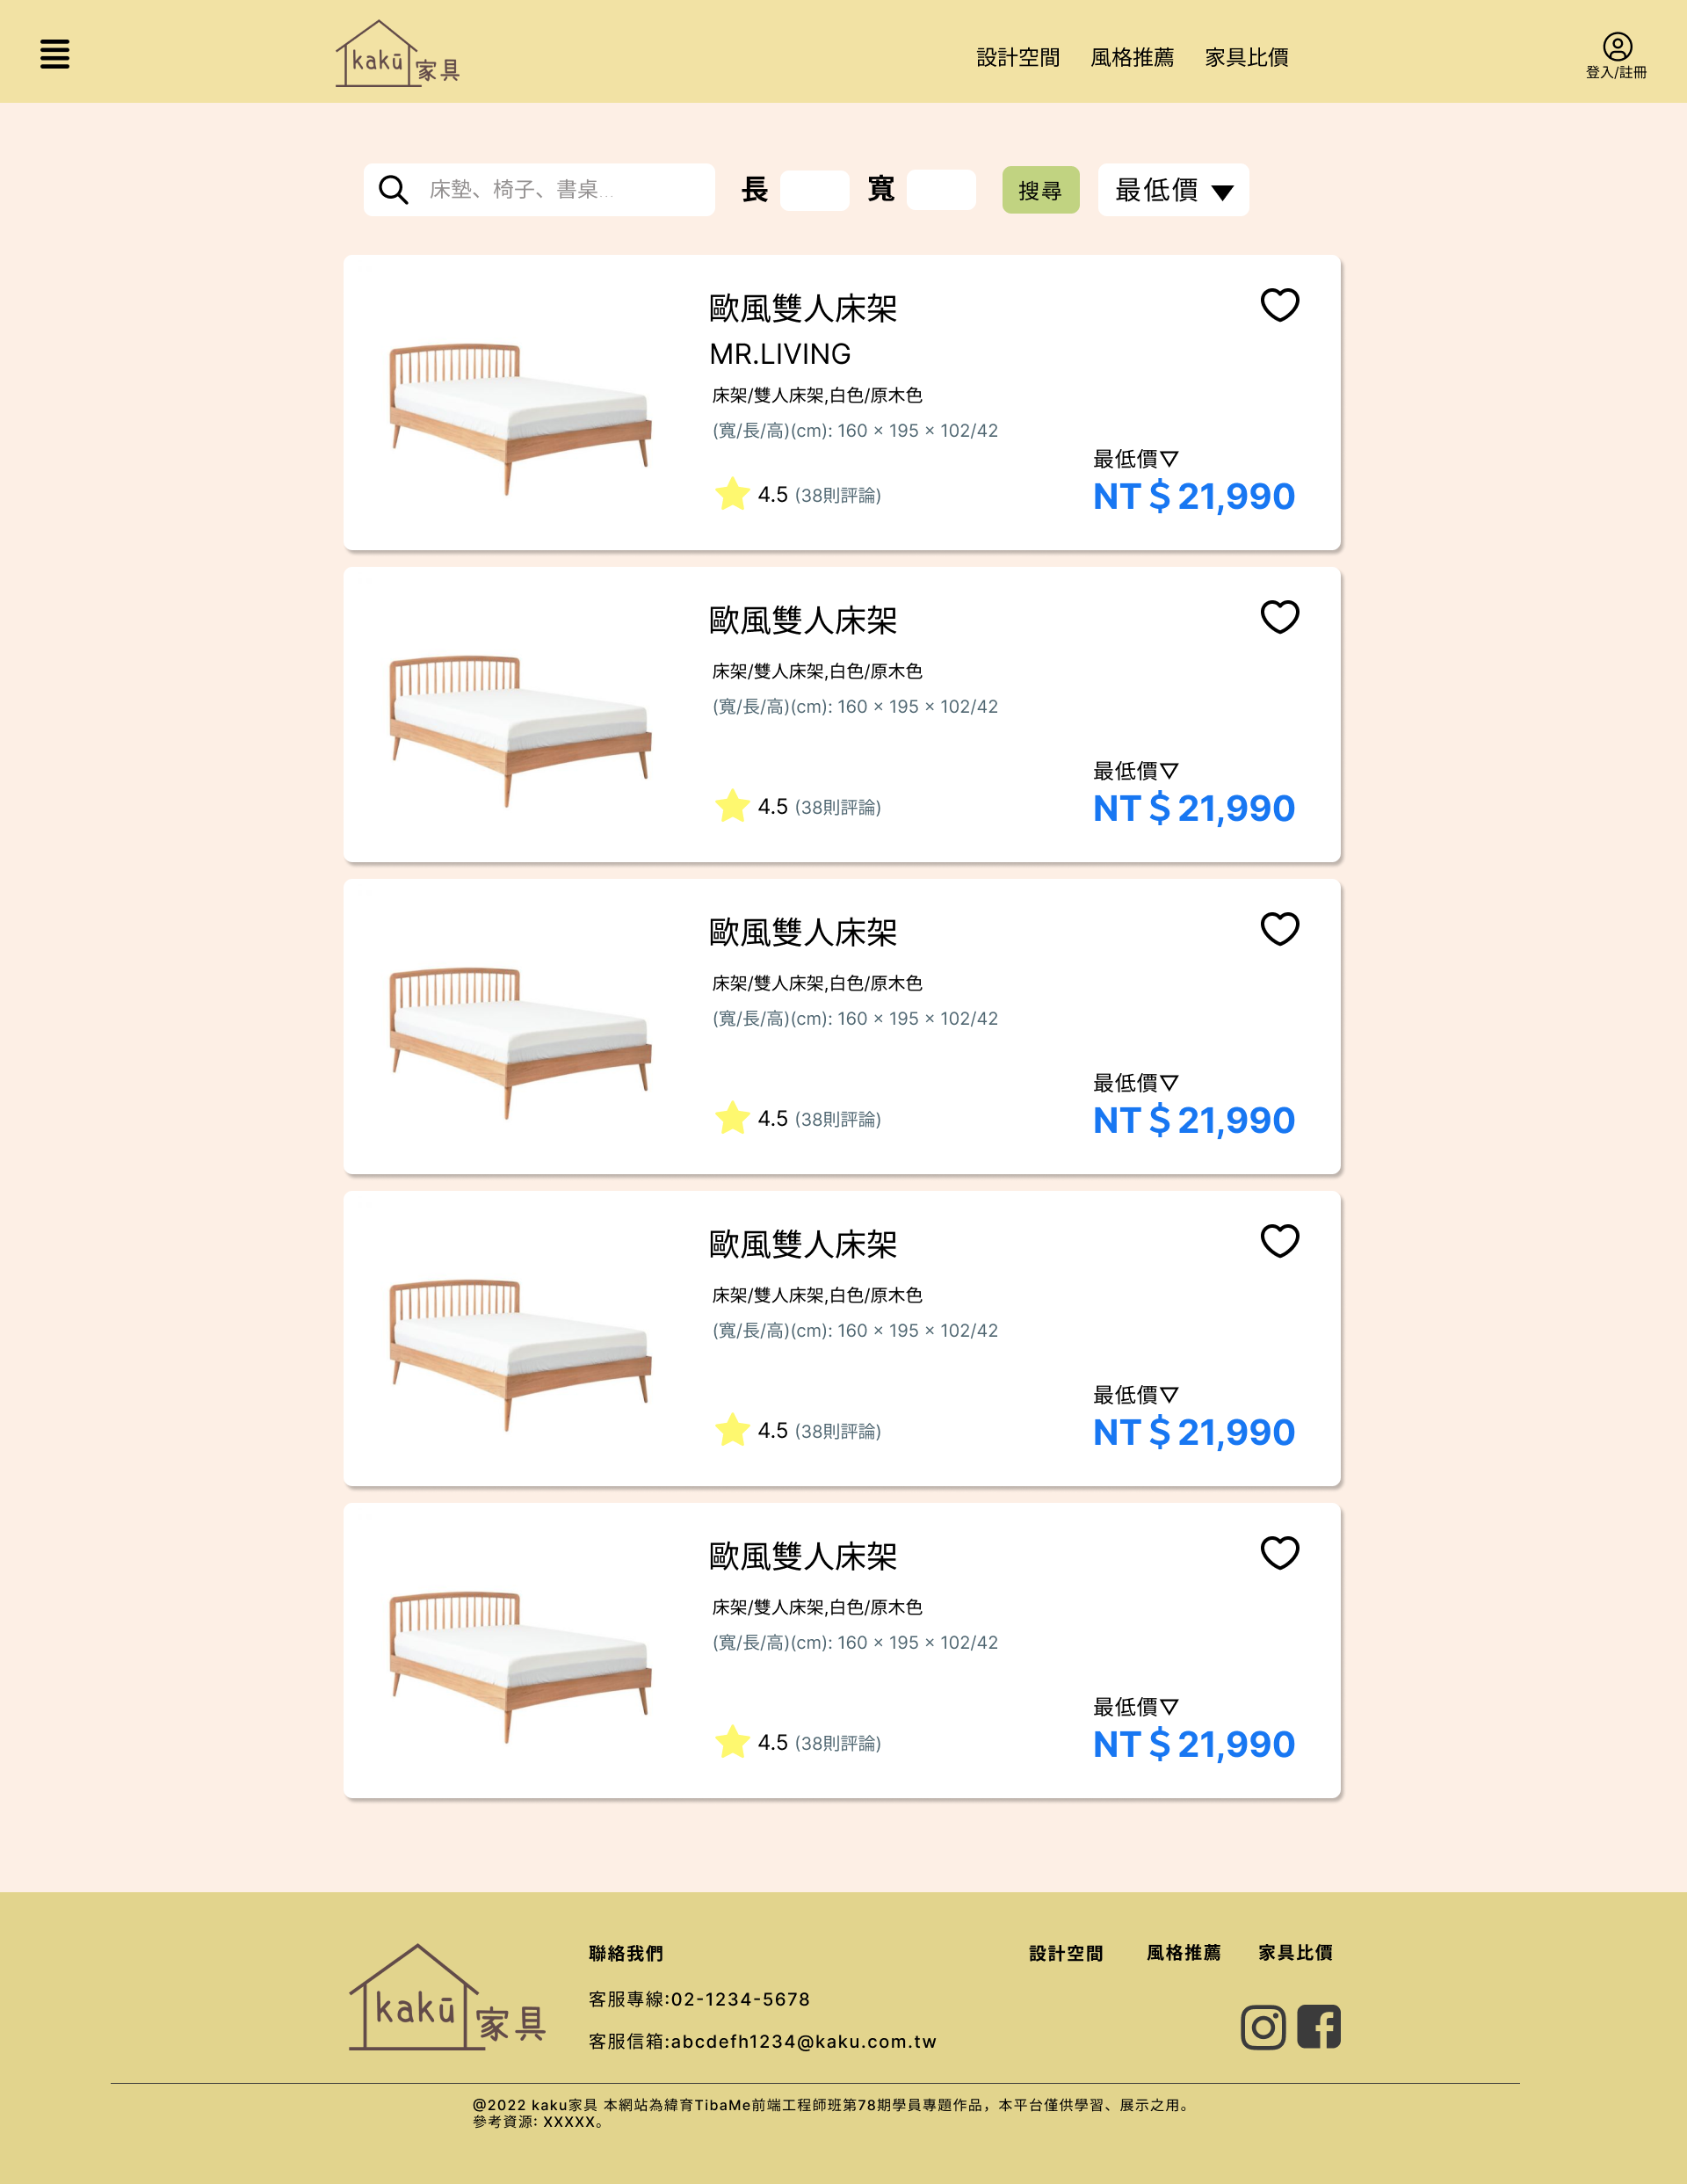 kakū家具
設計空間 風格推薦 家具比價
登入/註冊
床墊、椅子、書桌... 長 寬 搜尋 最低價
歐風雙人床架
MR.LIVING
床架/雙人床架,白色/原木色
(寬/長/高)(cm): 160 × 195 × 102/42
最低價▽
4.5 (38則評論) NT＄21,990
歐風雙人床架
床架/雙人床架,白色/原木色
(寬/長/高)(cm): 160 × 195 × 102/42
最低價▽
4.5 (38則評論) NT＄21,990
歐風雙人床架
床架/雙人床架,白色/原木色
(寬/長/高)(cm): 160 × 195 × 102/42
最低價▽
4.5 (38則評論) NT＄21,990
歐風雙人床架
床架/雙人床架,白色/原木色
(寬/長/高)(cm): 160 × 195 × 102/42
最低價▽
4.5 (38則評論) NT＄21,990
歐風雙人床架
床架/雙人床架,白色/原木色
(寬/長/高)(cm): 160 × 195 × 102/42
最低價▽
4.5 (38則評論) NT＄21,990
kakū家具
聯絡我們 設計空間 風格推薦 家具比價
客服專線:02-1234-5678
客服信箱:abcdefh1234@kaku.com.tw
@2022 kaku家具 本網站為緯育TibaMe前端工程師班第78期學員專題作品，本平台僅供學習、展示之用。
參考資源: XXXXX。